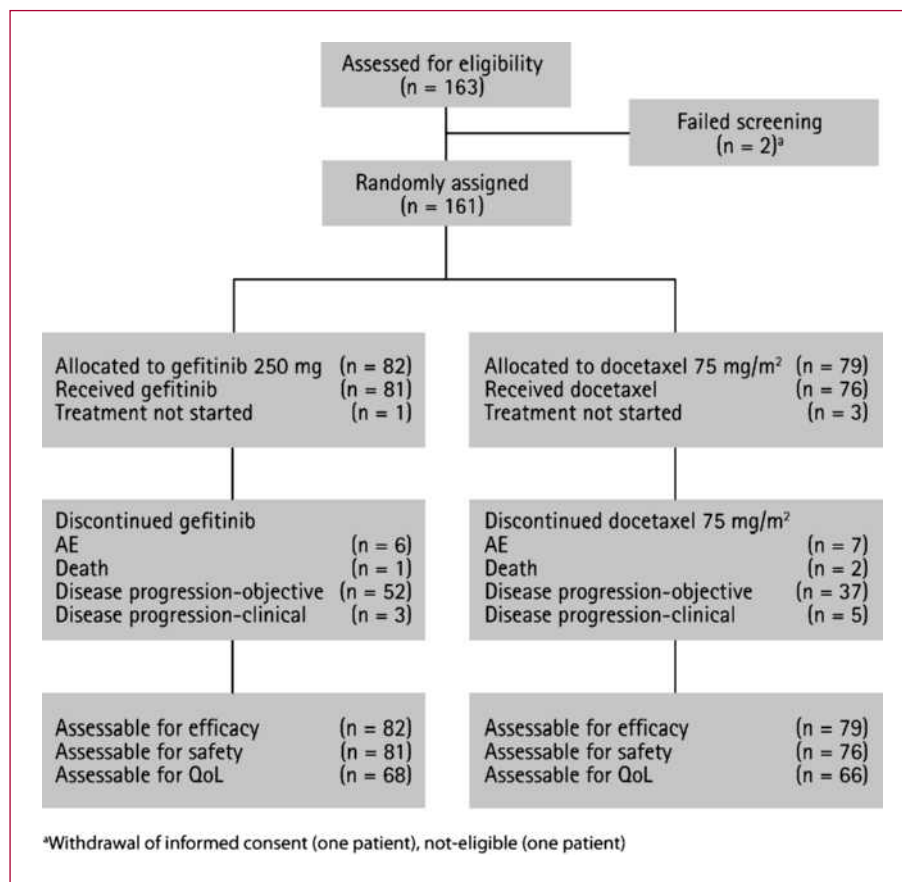 Assessed for eligibility
(n = 163)
Failed screening
(n = 2)ᵃ
Randomly assigned
(n = 161)
Allocated to gefitinib 250 mg (n = 82)
Received gefitinib (n = 81)
Treatment not started (n = 1)
Allocated to docetaxel 75 mg/m² (n = 79)
Received docetaxel (n = 76)
Treatment not started (n = 3)
Discontinued gefitinib
AE (n = 6)
Death (n = 1)
Disease progression-objective (n = 52)
Disease progression-clinical (n = 3)
Discontinued docetaxel 75 mg/m²
AE (n = 7)
Death (n = 2)
Disease progression-objective (n = 37)
Disease progression-clinical (n = 5)
Assessable for efficacy (n = 82)
Assessable for safety (n = 81)
Assessable for QoL (n = 68)
Assessable for efficacy (n = 79)
Assessable for safety (n = 76)
Assessable for QoL (n = 66)
ᵃWithdrawal of informed consent (one patient), not-eligible (one patient)